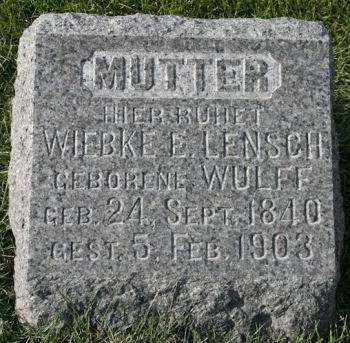 MUTTER
HIER RUHET
WIEBKE E. LENSCH
GEBORENE WULFF
GEB. 24. SEPT. 1840
GEST. 5. FEB. 1903